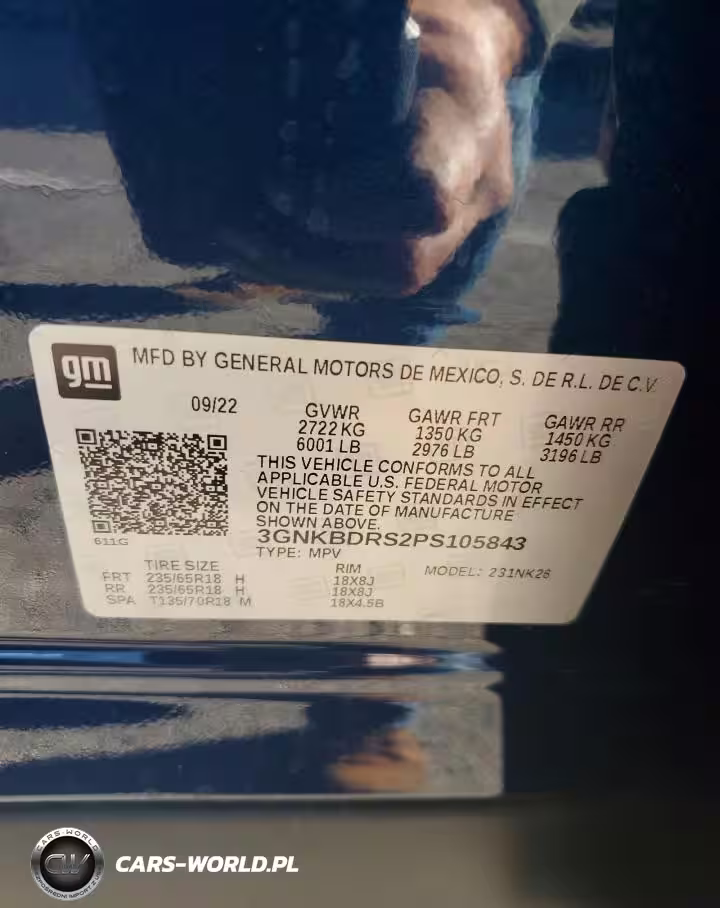 gm
MFD BY GENERAL MOTORS DE MEXICO, S. DE R.L. DE C.V.
09/22
GVWR
2722 KG
6001 LB
GAWR FRT
1350 KG
2976 LB
GAWR RR
1450 KG
3196 LB
THIS VEHICLE CONFORMS TO ALL
APPLICABLE U.S. FEDERAL MOTOR
VEHICLE SAFETY STANDARDS IN EFFECT
ON THE DATE OF MANUFACTURE
SHOWN ABOVE.
611G
3GNKBDRS2PS105843
TYPE: MPV
MODEL: 231NK26
TIRE SIZE RIM
FRT 235/65R18 H 18X8J
RR 235/65R18 H 18X8J
SPA T135/70R18 M 18X4.5B
CARS-WORLD
CW
CARS-WORLD.PL